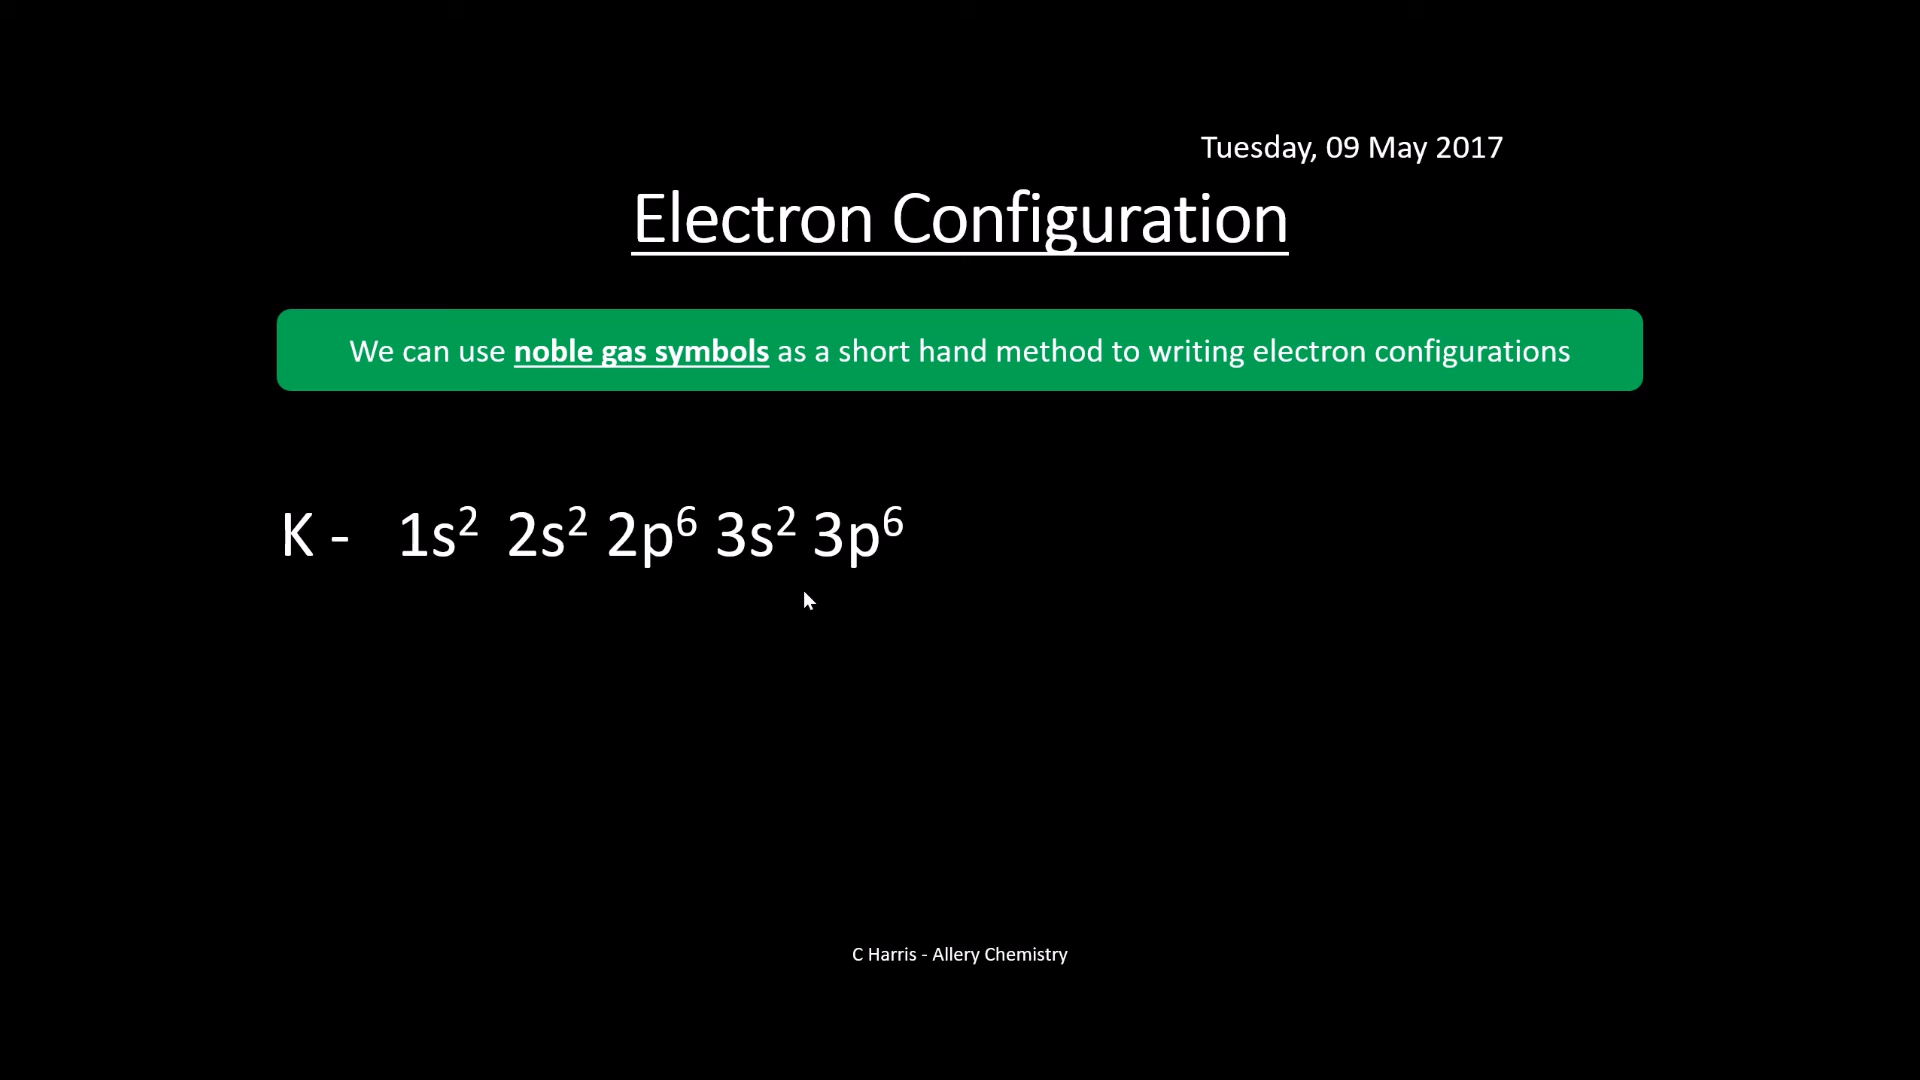 Tuesday, 09 May 2017
Electron Configuration
We can use noble gas symbols as a short hand method to writing electron configurations
K - 1s² 2s² 2p⁶ 3s² 3p⁶
C Harris - Allery Chemistry